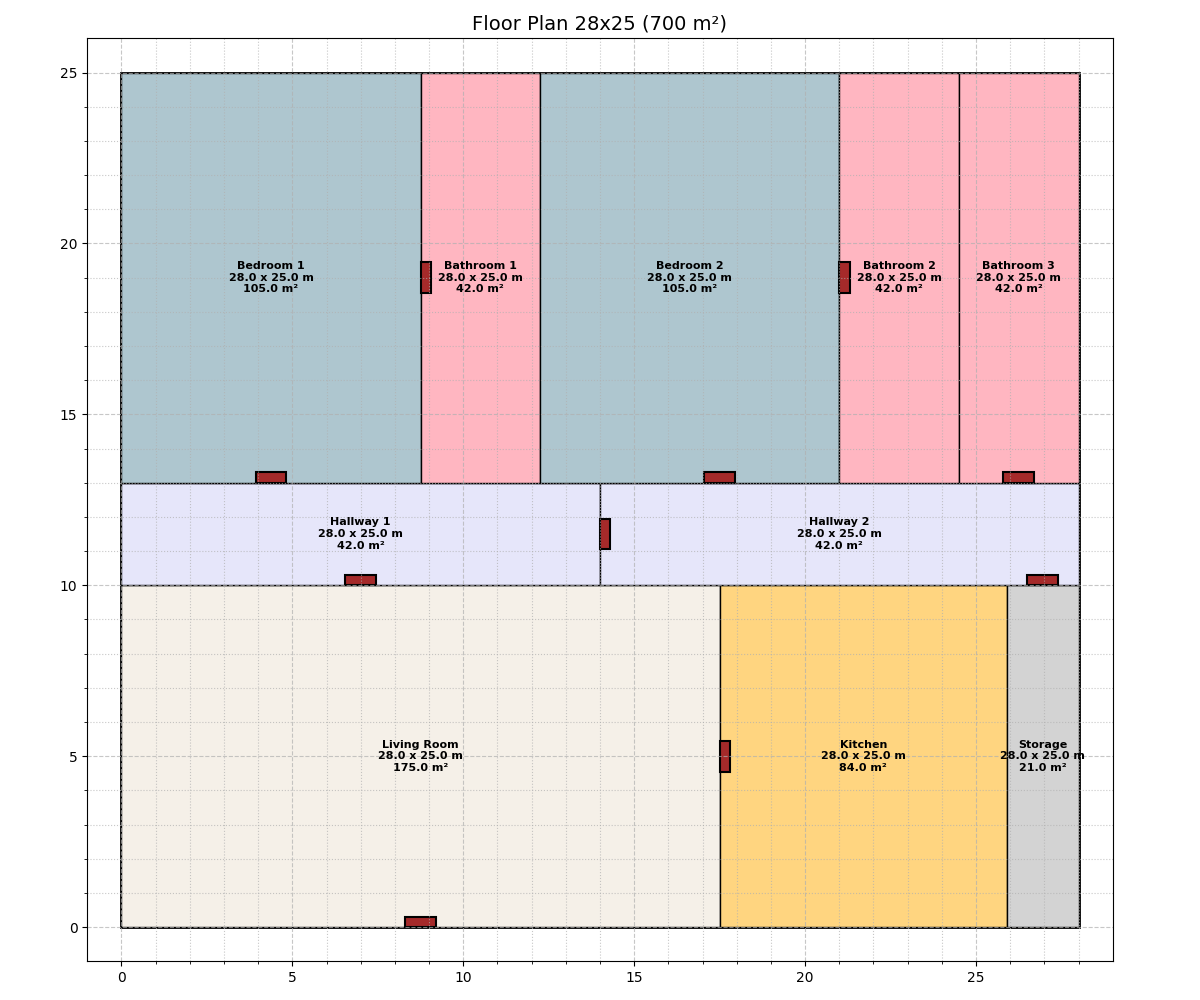 Floor Plan 28x25 (700 m²)
25
20
15
10
5
0
Bedroom 1
28.0 x 25.0 m
105.0 m²
Bathroom 1
28.0 x 25.0 m
42.0 m²
Bedroom 2
28.0 x 25.0 m
105.0 m²
Bathroom 2
28.0 x 25.0 m
42.0 m²
Bathroom 3
28.0 x 25.0 m
42.0 m²
Hallway 1
28.0 x 25.0 m
42.0 m²
Hallway 2
28.0 x 25.0 m
42.0 m²
Living Room
28.0 x 25.0 m
175.0 m²
Kitchen
28.0 x 25.0 m
84.0 m²
Storage
28.0 x 25.0 m
21.0 m²
0 5 10 15 20 25